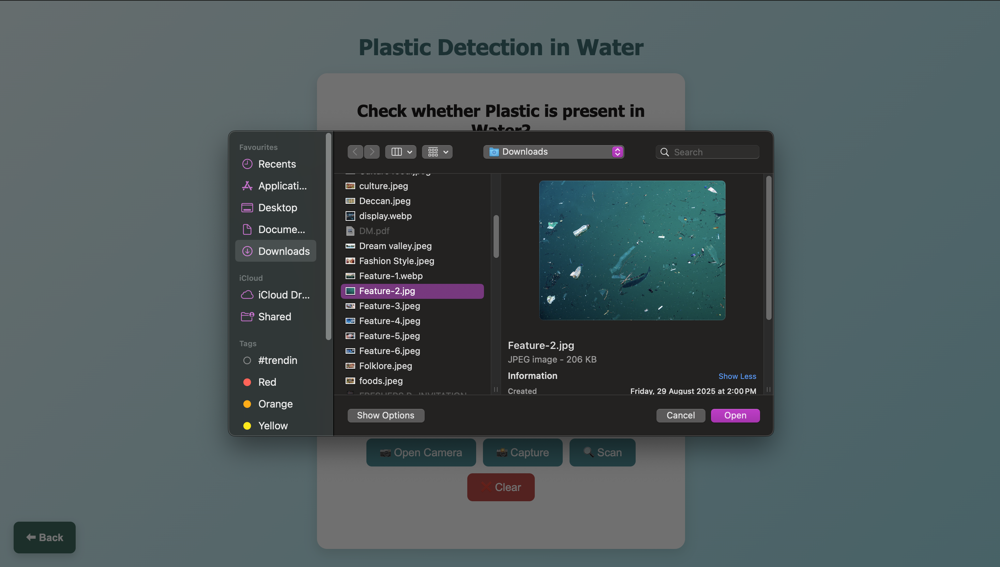 Plastic Detection in Water
Check whether Plastic is present in
Water?
Favourites
Recents
Applicati...
Desktop
Docume...
Downloads
iCloud
iCloud Dr...
Shared
Tags
#trendin
Red
Orange
Yellow
Downloads
Search
culture.jpeg
Deccan.jpeg
display.webp
DM.pdf
Dream valley.jpeg
Fashion Style.jpeg
Feature-1.webp
Feature-2.jpg
Feature-3.jpeg
Feature-4.jpeg
Feature-5.jpeg
Feature-6.jpeg
Folklore.jpeg
foods.jpeg
Feature-2.jpg
JPEG image - 206 KB
Information Show Less
Created Friday, 29 August 2025 at 2:00 PM
Show Options Cancel Open
Open Camera Capture Scan
Clear
Back